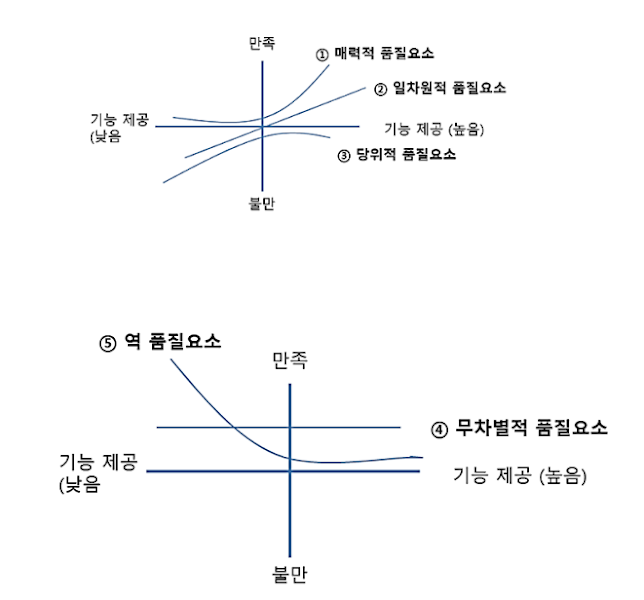 만족
① 매력적 품질요소
② 일차원적 품질요소
기능 제공
(낮음
기능 제공 (높음)
③ 당위적 품질요소
불만
⑤ 역 품질요소
만족
④ 무차별적 품질요소
기능 제공
(낮음
기능 제공 (높음)
불만